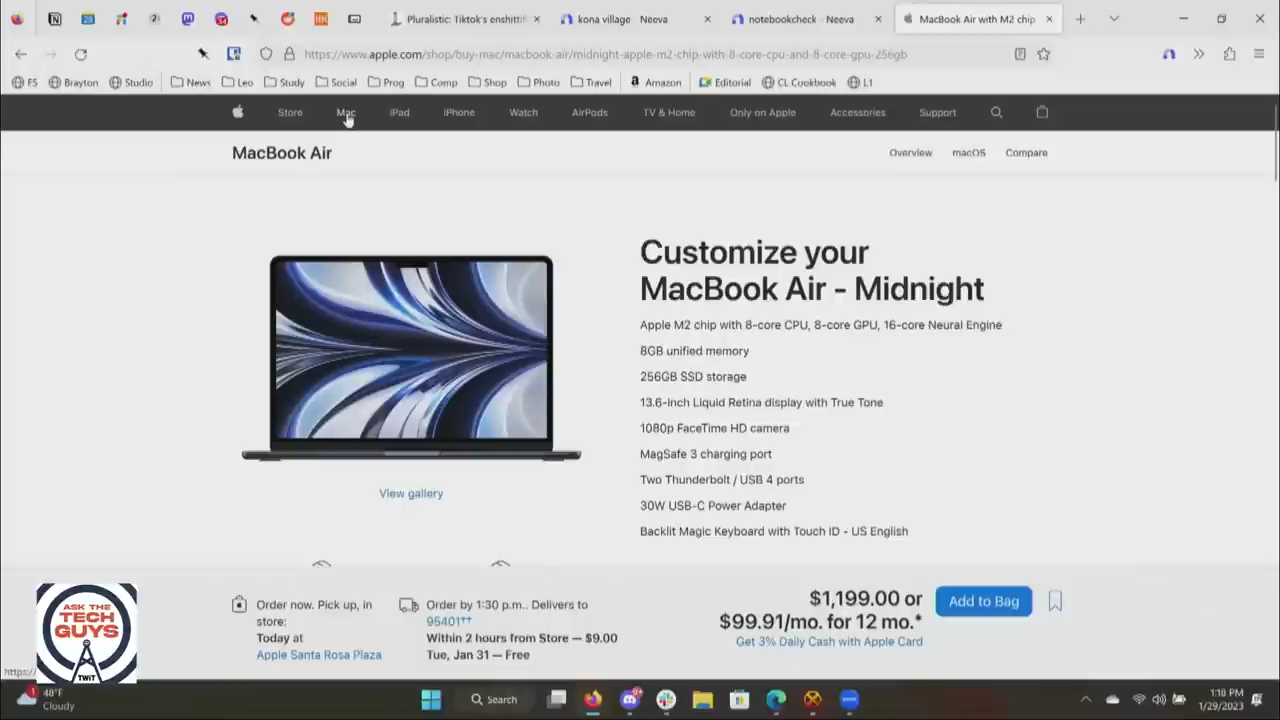 Pluralistic: Tiktok's enshitti
kona village - Neeva
notebookcheck - Neeva
MacBook Air with M2 chip
https://www.apple.com/shop/buy-mac/macbook-air/midnight-apple-m2-chip-with-8-core-cpu-and-8-core-gpu-256gb
FS Brayton Studio News Leo Study Social Prog Comp Shop Photo Travel Amazon Editorial CL Cookbook L1
Store Mac iPad iPhone Watch AirPods TV & Home Only on Apple Accessories Support
MacBook Air
Overview macOS Compare
Customize your
MacBook Air - Midnight
Apple M2 chip with 8-core CPU, 8-core GPU, 16-core Neural Engine
8GB unified memory
256GB SSD storage
13.6-inch Liquid Retina display with True Tone
1080p FaceTime HD camera
MagSafe 3 charging port
Two Thunderbolt / USB 4 ports
30W USB-C Power Adapter
Backlit Magic Keyboard with Touch ID - US English
View gallery
Order now. Pick up, in
store:
Today at
Apple Santa Rosa Plaza
Order by 1:30 p.m.. Delivers to
95401††
Within 2 hours from Store — $9.00
Tue, Jan 31 — Free
$1,199.00 or
$99.91/mo. for 12 mo.*
Get 3% Daily Cash with Apple Card
Add to Bag
ASK THE
TECH
GUYS
TWiT
https://
48°F
Cloudy
Search
1:18 PM
1/29/2023